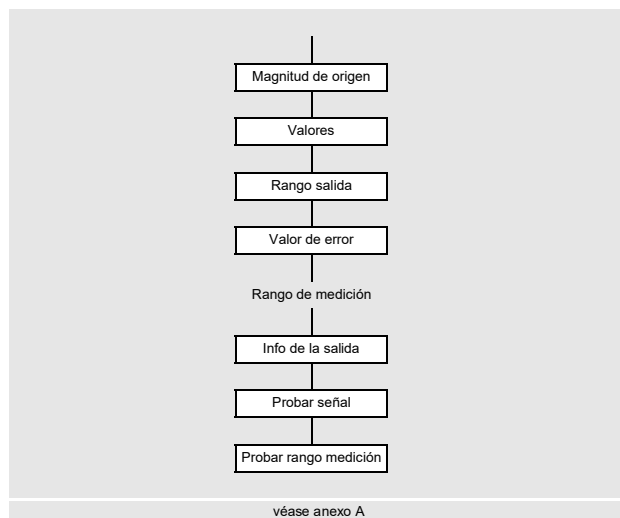 Magnitud de origen
Valores
Rango salida
Valor de error
Rango de medición
Info de la salida
Probar señal
Probar rango medición
véase anexo A